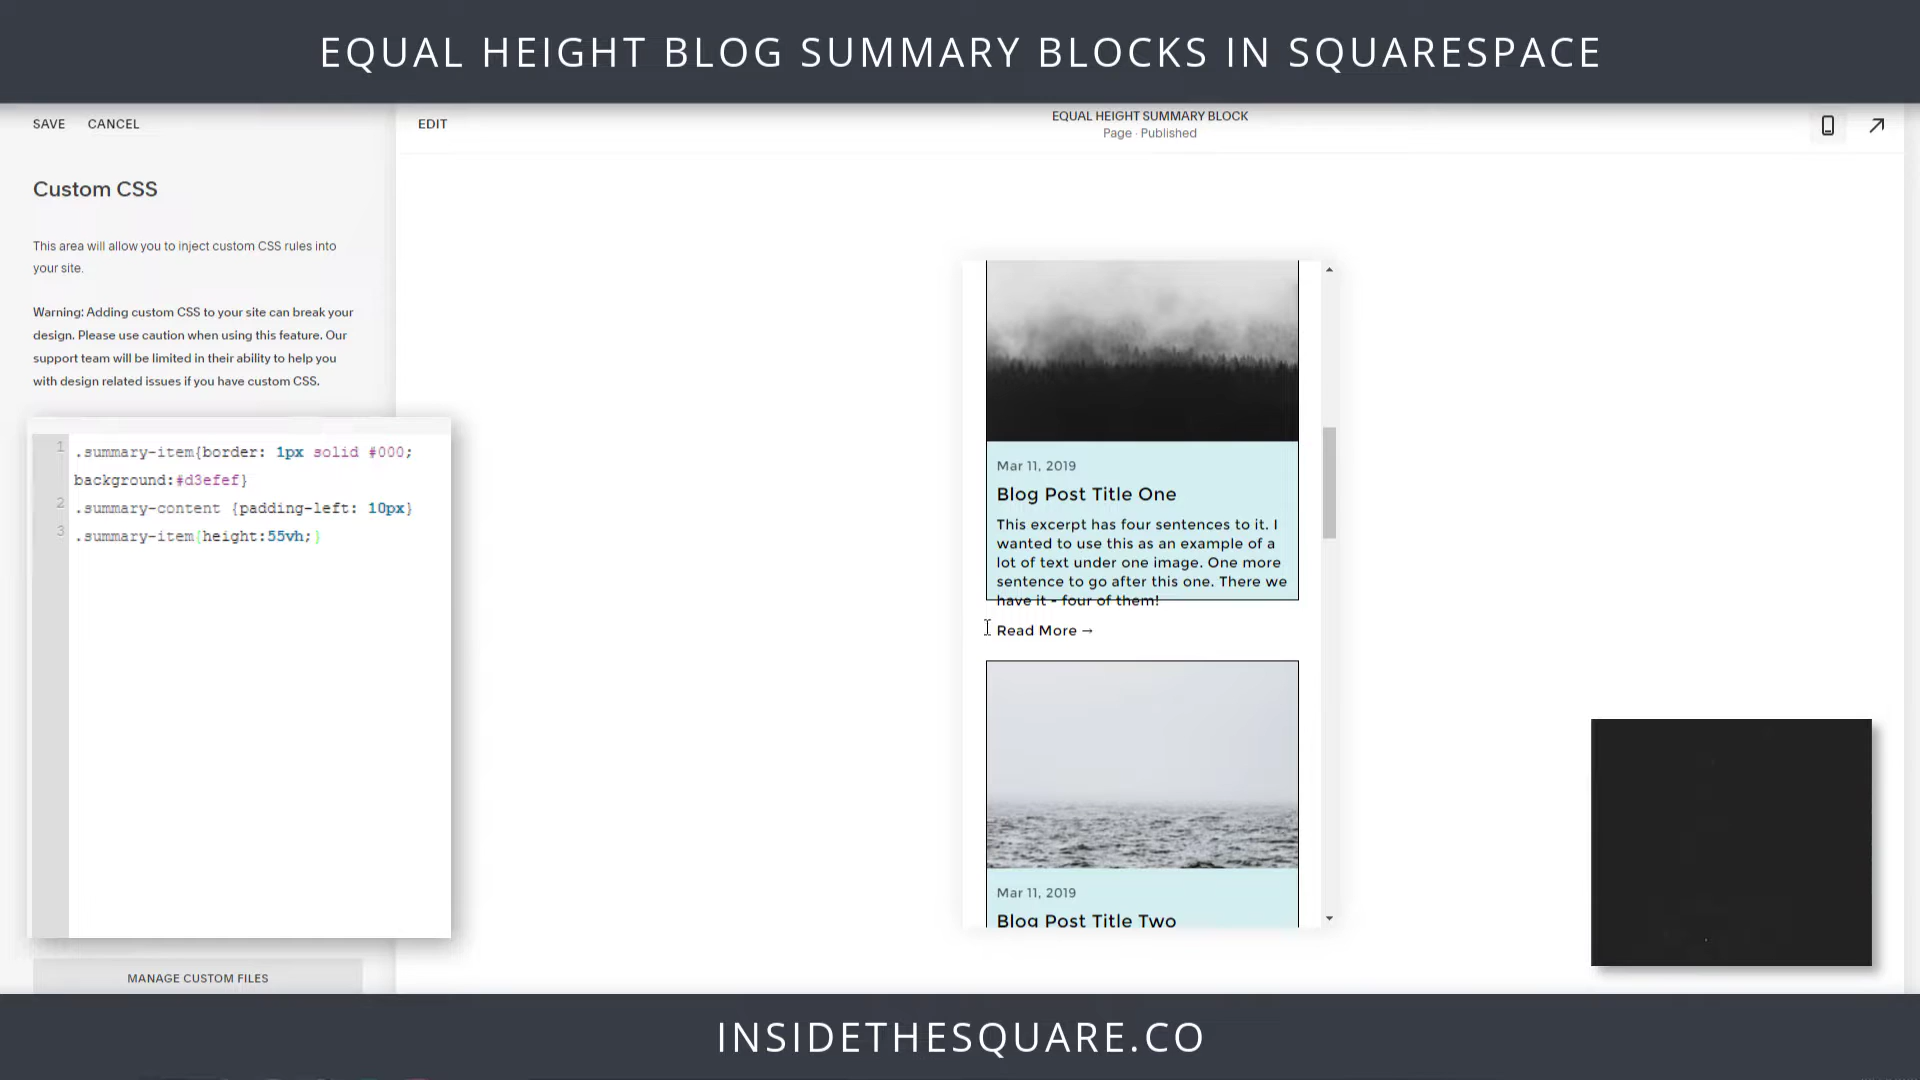 EQUAL HEIGHT BLOG SUMMARY BLOCKS IN SQUARESPACE
SAVE CANCEL
EDIT
EQUAL HEIGHT SUMMARY BLOCK
Page · Published
Custom CSS
This area will allow you to inject custom CSS rules into
your site.
Warning: Adding custom CSS to your site can break your
design. Please use caution when using this feature. Our
support team will be limited in their ability to help you
with design related issues if you have custom CSS.
1 .summary-item{border: 1px solid #000;
background:#d3efef}
2 .summary-content {padding-left: 10px}
3 .summary-item{height:55vh;}
MANAGE CUSTOM FILES
Mar 11, 2019
Blog Post Title One
This excerpt has four sentences to it. I
wanted to use this as an example of a
lot of text under one image. One more
sentence to go after this one. There we
have it - four of them!
Read More →
Mar 11, 2019
Blog Post Title Two
INSIDETHESQUARE.CO